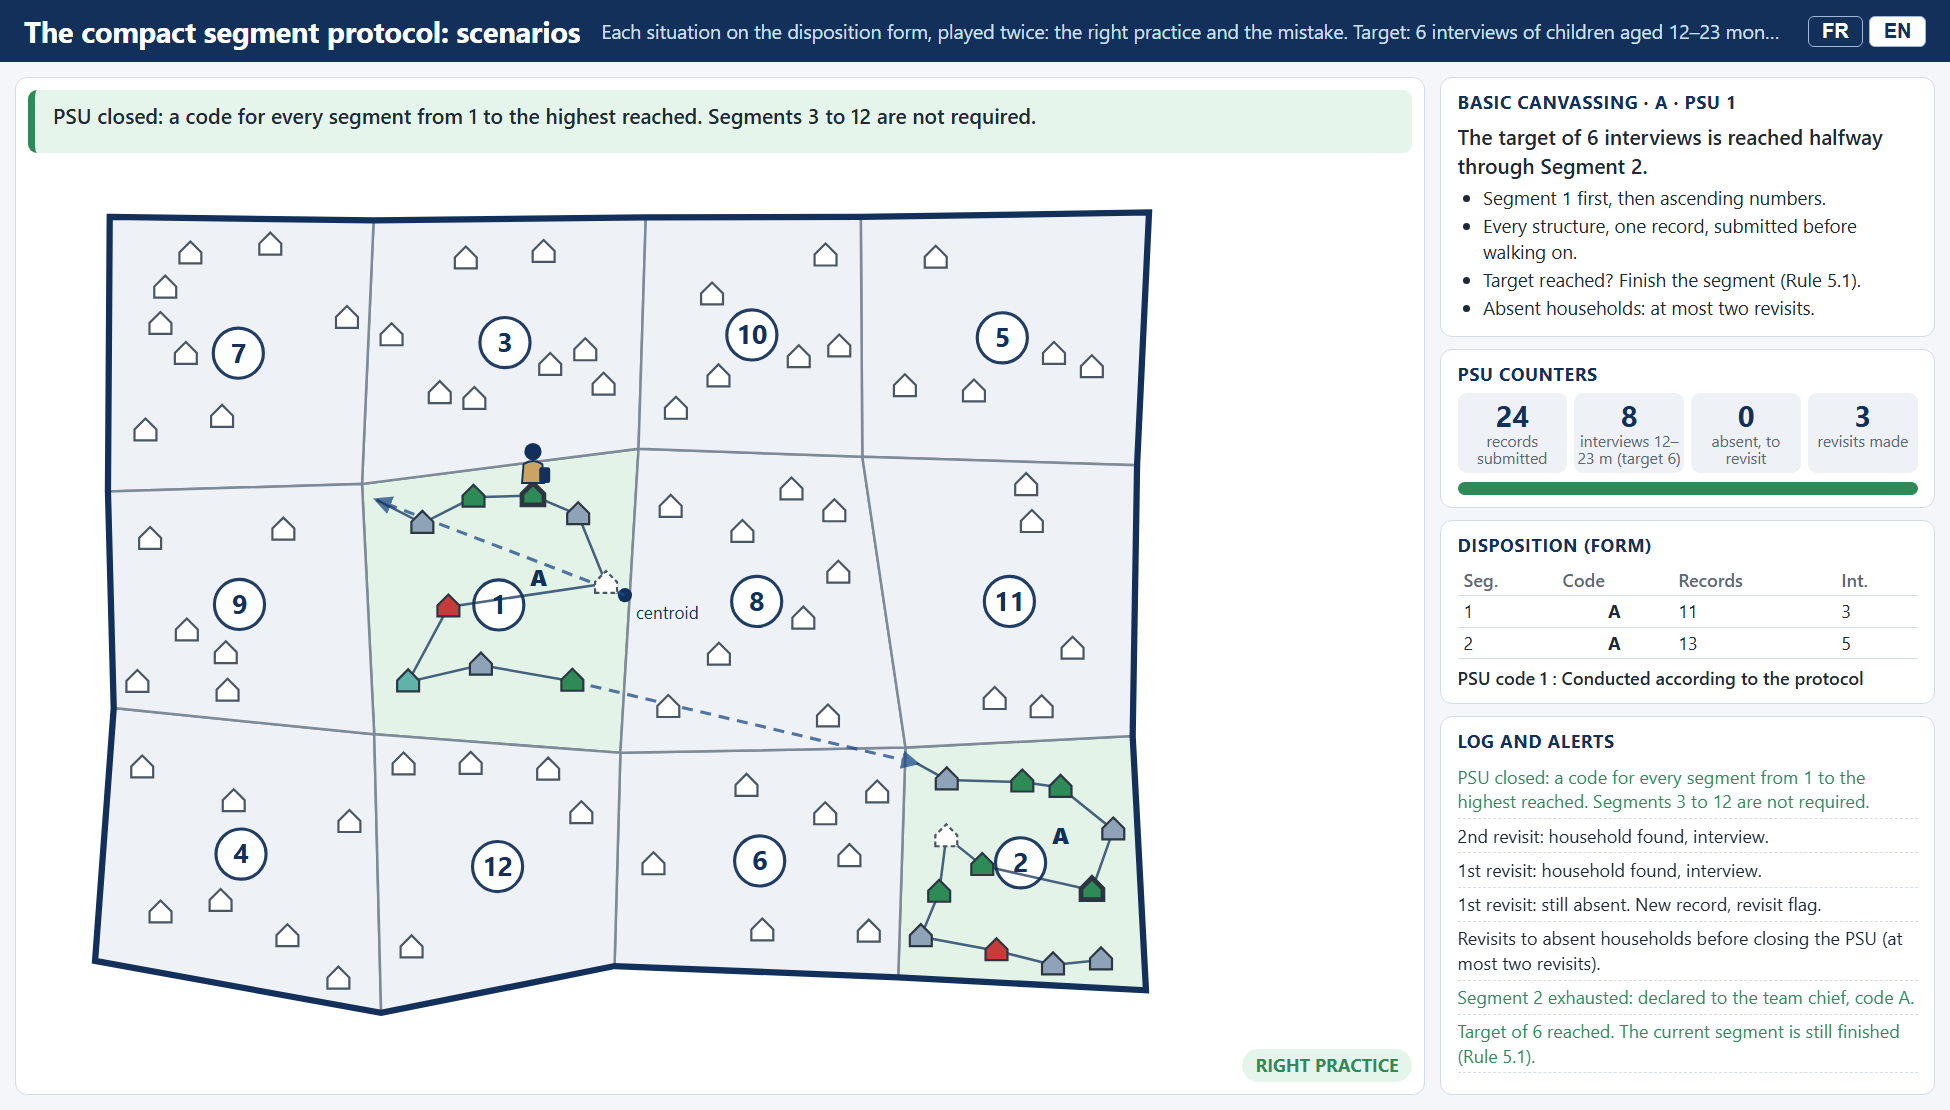 The compact segment protocol: scenarios
Each situation on the disposition form, played twice: the right practice and the mistake. Target: 6 interviews of children aged 12–23 mon...
FR
EN
PSU closed: a code for every segment from 1 to the highest reached. Segments 3 to 12 are not required.
7
3
10
5
9
1
A
centroid
8
11
4
12
6
2
A
RIGHT PRACTICE
BASIC CANVASSING · A · PSU 1
The target of 6 interviews is reached halfway
through Segment 2.
• Segment 1 first, then ascending numbers.
• Every structure, one record, submitted before
walking on.
• Target reached? Finish the segment (Rule 5.1).
• Absent households: at most two revisits.
PSU COUNTERS
24
records
submitted
8
interviews 12–
23 m (target 6)
0
absent, to
revisit
3
revisits made
DISPOSITION (FORM)
Seg. Code Records Int.
1 A 11 3
2 A 13 5
PSU code 1 : Conducted according to the protocol
LOG AND ALERTS
PSU closed: a code for every segment from 1 to the
highest reached. Segments 3 to 12 are not required.
2nd revisit: household found, interview.
1st revisit: household found, interview.
1st revisit: still absent. New record, revisit flag.
Revisits to absent households before closing the PSU (at
most two revisits).
Segment 2 exhausted: declared to the team chief, code A.
Target of 6 reached. The current segment is still finished
(Rule 5.1).